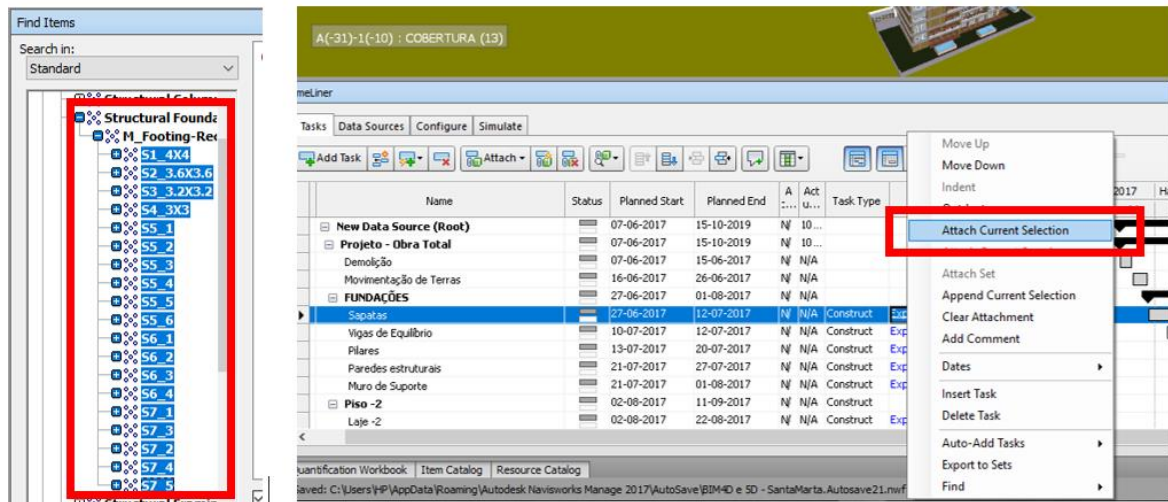 Find Items
Search in:
Standard
Structural Founda
M_Footing-Rec
S1_4X4
S2_3.6X3.6
S3_3.2X3.2
S4_3X3
S5_1
S5_2
S5_3
S5_4
S5_5
S5_6
S6_1
S6_2
S6_3
S6_4
S7_1
S7_3
S7_2
S7_4
S7_5
A(-31)-1(-10) : COBERTURA (13)
meLiner
Tasks Data Sources Configure Simulate
Add Task Attach
Name Status Planned Start Planned End Task Type
New Data Source (Root) 07-06-2017 15-10-2019 N/ 10...
Projeto - Obra Total 07-06-2017 15-10-2019 N/ 10...
Demolição 07-06-2017 15-06-2017 N/ N/A
Movimentação de Terras 16-06-2017 26-06-2017 N/ N/A
FUNDAÇÕES 27-06-2017 01-08-2017 N/ N/A
Sapatas 27-06-2017 12-07-2017 N/ N/A Construct Exp
Vigas de Equilíbrio 10-07-2017 12-07-2017 N/ N/A Construct Exp
Pilares 13-07-2017 20-07-2017 N/ N/A Construct Exp
Paredes estruturais 21-07-2017 27-07-2017 N/ N/A Construct Exp
Muro de Suporte 21-07-2017 01-08-2017 N/ N/A Construct Exp
Piso -2 02-08-2017 11-09-2017 N/ N/A Construct
Laje -2 02-08-2017 22-08-2017 N/ N/A Construct Exp
2017
Move Up
Move Down
Indent
Attach Current Selection
Attach Set
Append Current Selection
Clear Attachment
Add Comment
Dates
Insert Task
Delete Task
Auto-Add Tasks
Export to Sets
Find
uantification Workbook Item Catalog Resource Catalog
Saved: C:\Users\HP\AppData\Roaming\Autodesk Navisworks Manage 2017\AutoSave\BIM4D e 5D - SantaMarta.Autosave21.nwf